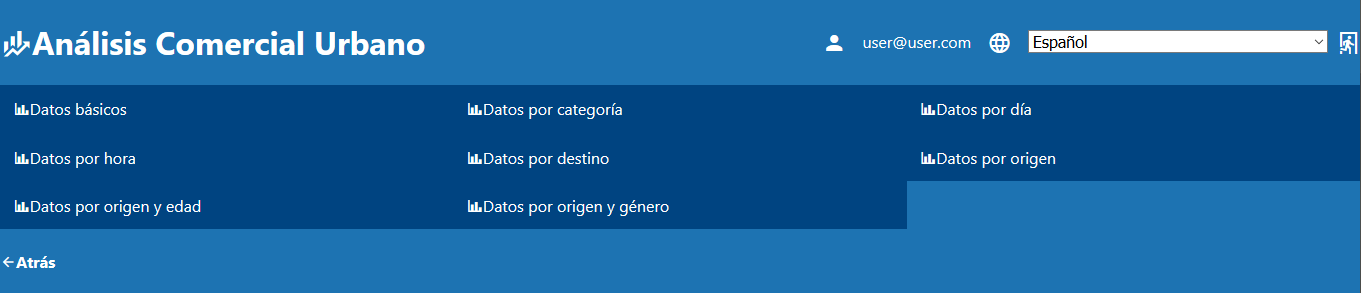 Análisis Comercial Urbano
user@user.com
Español
Datos básicos
Datos por categoría
Datos por día
Datos por hora
Datos por destino
Datos por origen
Datos por origen y edad
Datos por origen y género
Atrás